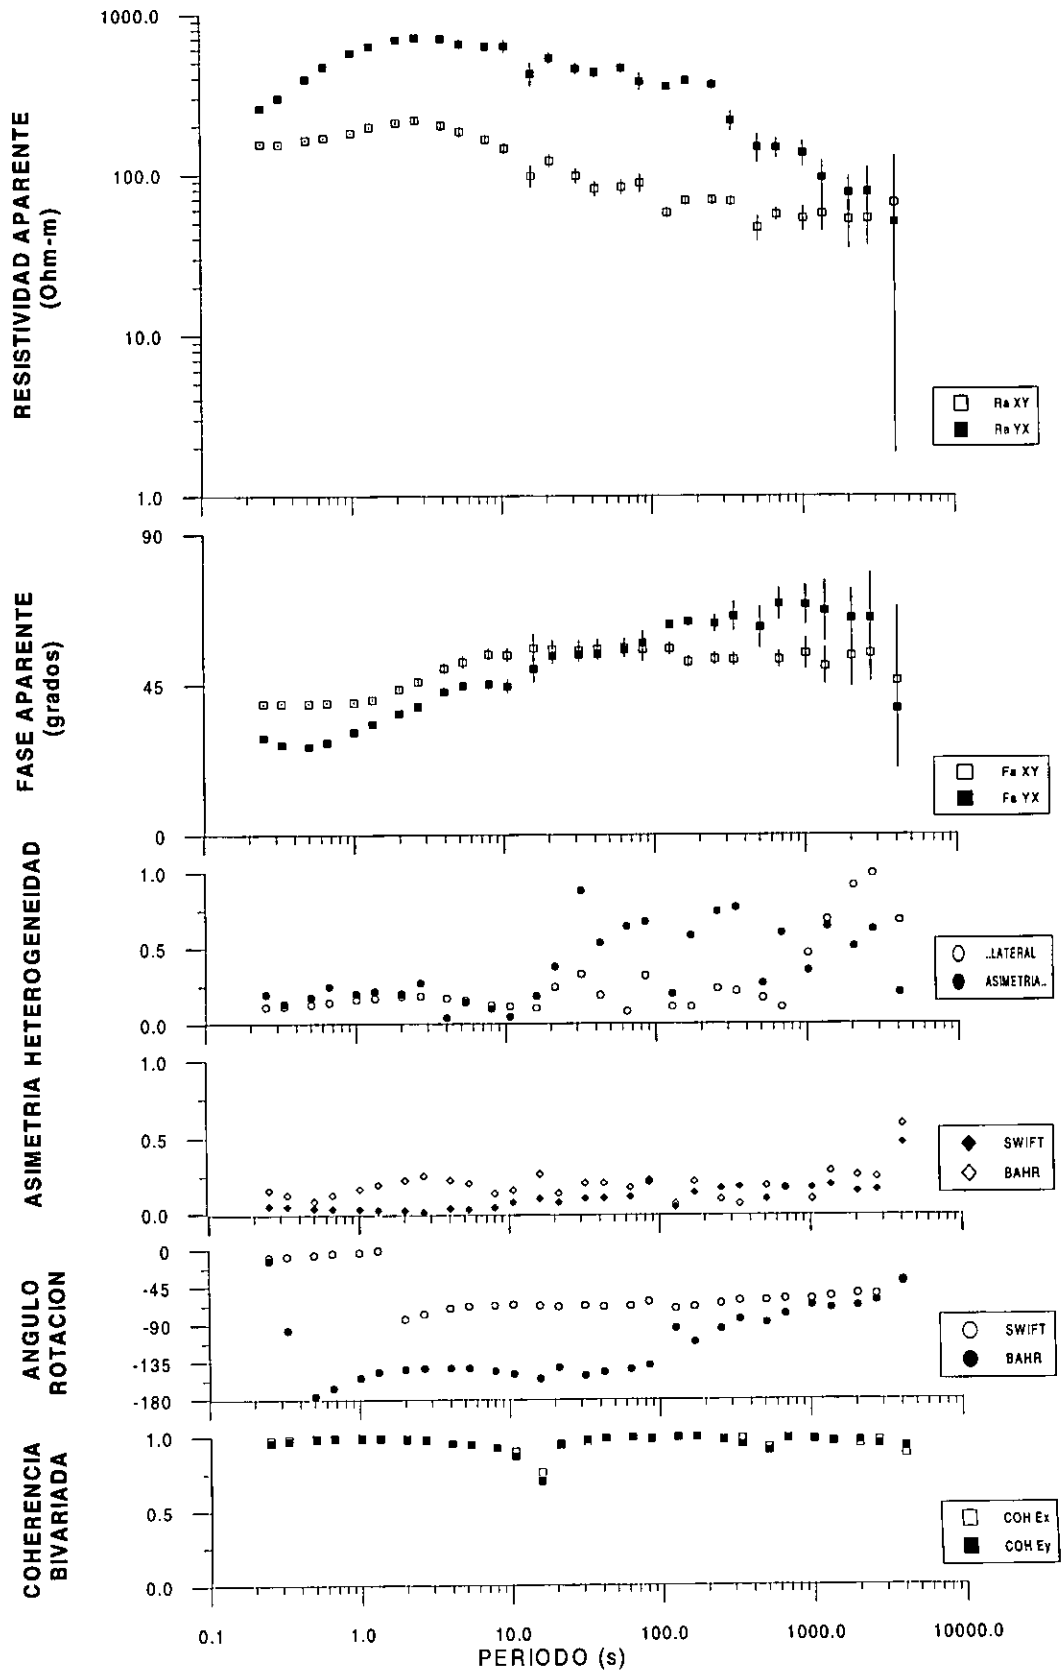 RESISTIVIDAD APARENTE
(Ohm-m)
1000.0
100.0
10.0
1.0
Ra XY
Ra YX
FASE APARENTE
(grados)
90
45
0
Fa XY
Fa YX
ASIMETRIA HETEROGENEIDAD
1.0
0.5
0.0
..LATERAL
ASIMETRIA..
1.0
0.5
0.0
SWIFT
BAHR
ANGULO
ROTACION
0
-45
-90
-135
-180
SWIFT
BAHR
COHERENCIA
BIVARIADA
1.0
0.5
0.0
COH Ex
COH Ey
0.1
1.0
10.0
100.0
1000.0
10000.0
PERIODO (s)